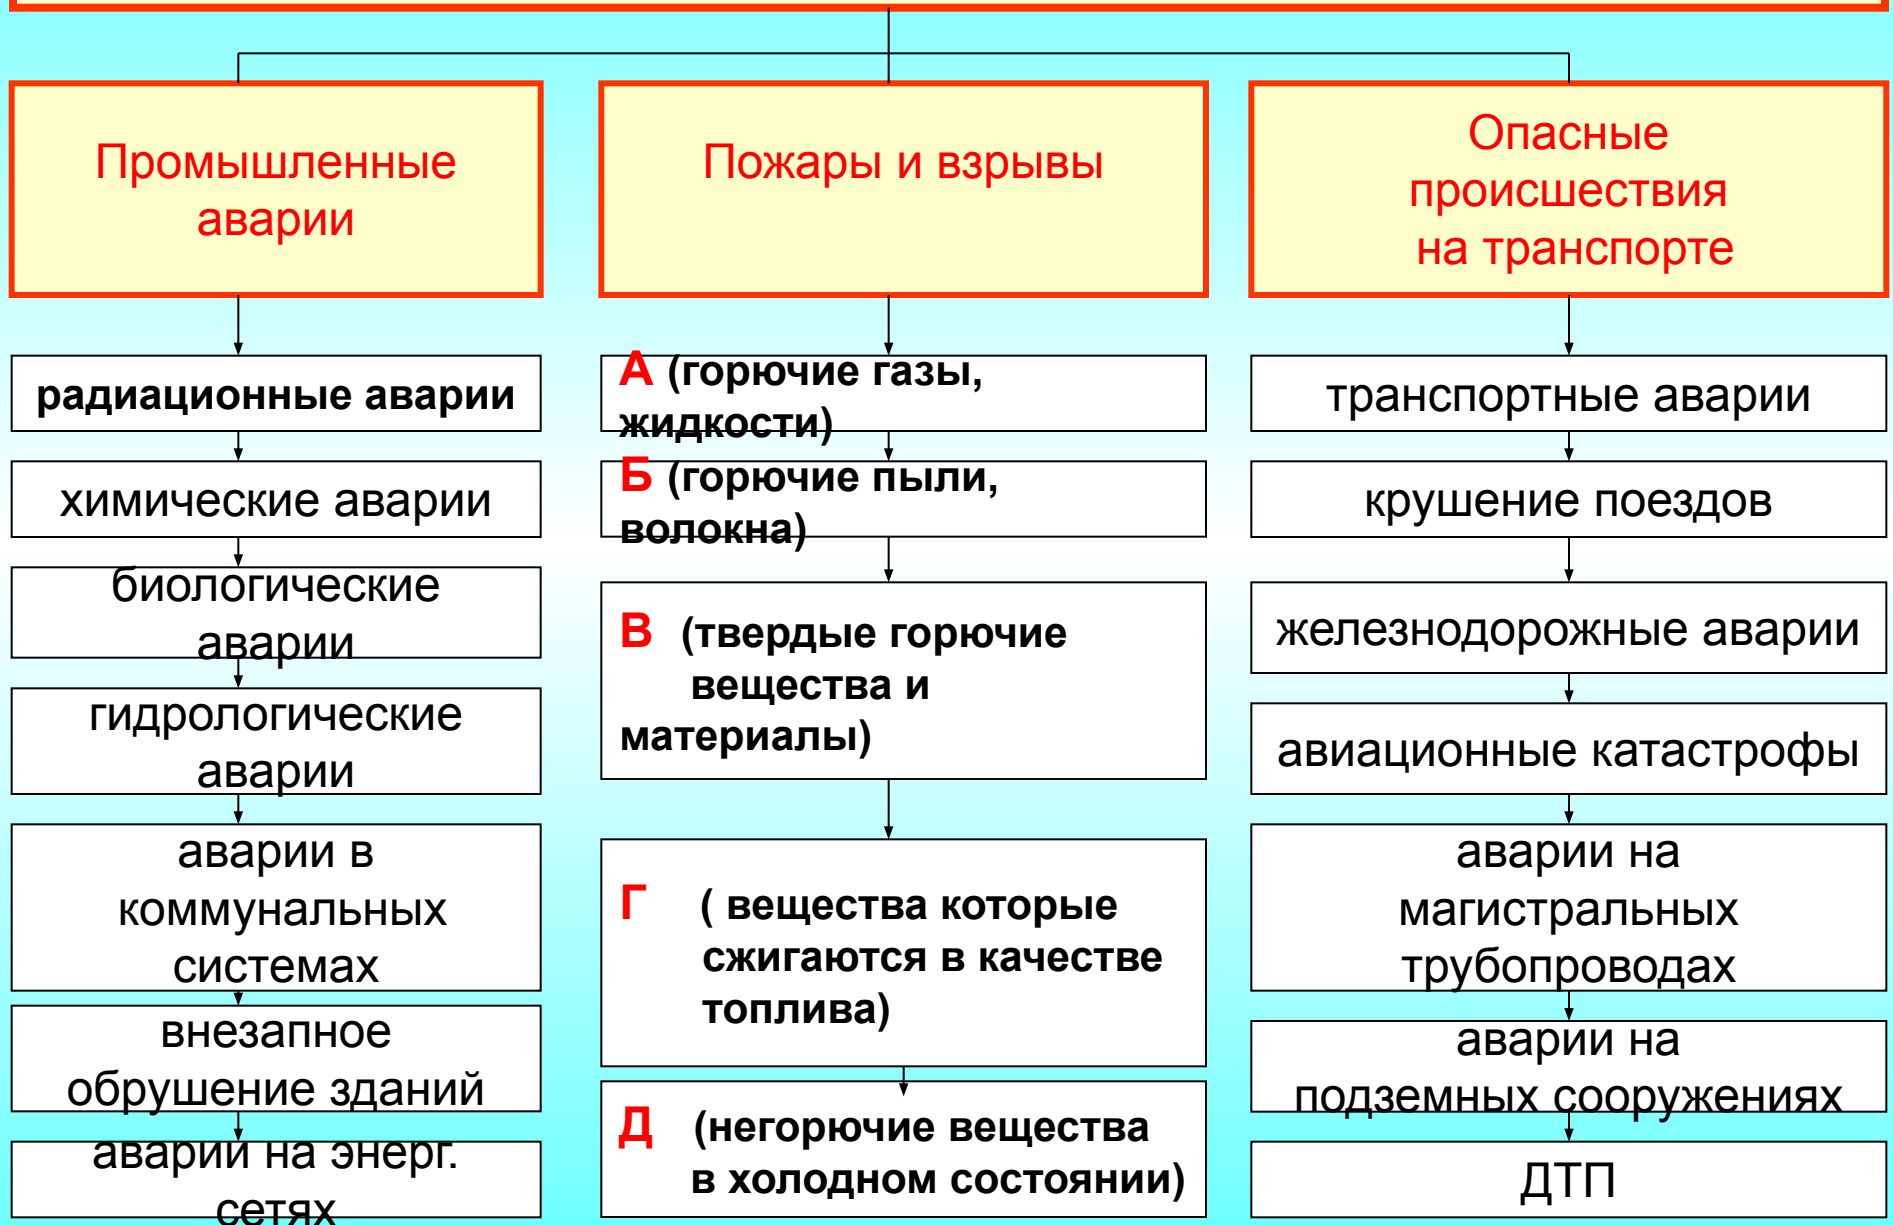 Промышленные
аварии
Пожары и взрывы
Опасные
происшествия
на транспорте
радиационные аварии
химические аварии
биологические
аварии
гидрологические
аварии
аварии в
коммунальных
системах
внезапное
обрушение зданий
аварии на энерг.
сетях
А (горючие газы,
жидкости)
Б (горючие пыли,
волокна)
В (твердые горючие
вещества и
материалы)
Г ( вещества которые
сжигаются в качестве
топлива)
Д (негорючие вещества
в холодном состоянии)
транспортные аварии
крушение поездов
железнодорожные аварии
авиационные катастрофы
аварии на
магистральных
трубопроводах
аварии на
подземных сооружениях
ДТП